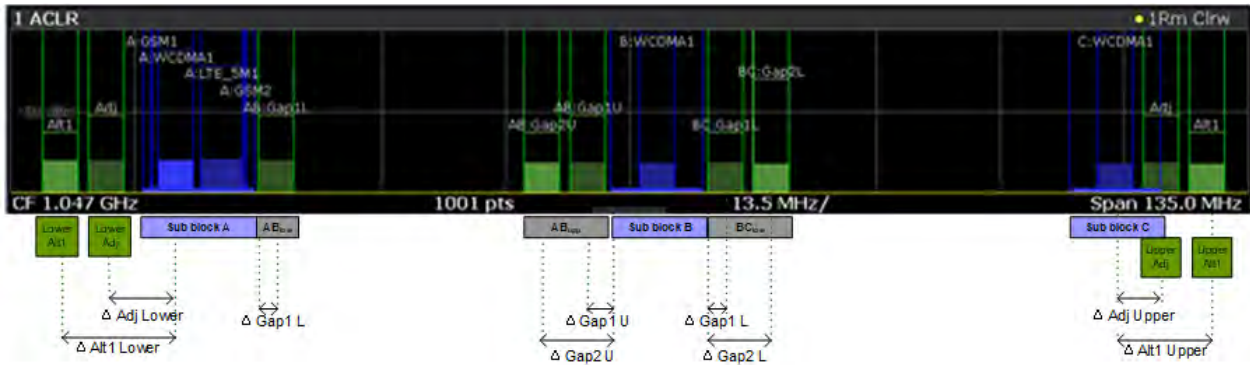 1 ACLR
1Rm Clrw
A:GSM1
A:WCDMA1
A:LTE_5M1
A:GSM2
AB:Gap1L
Adj
Alt1
AB:Gap1U
AB:Gap2U
B:WCDMA1
BC:Gap2L
BC:Gap1L
C:WCDMA1
Adj
Alt1
CF 1.047 GHz
1001 pts
13.5 MHz/
Span 135.0 MHz
Lower
Alt1
Lower
Adj
Sub block A
ABlow
ABupp
Sub block B
BClow
Sub block C
Upper
Adj
Upper
Alt1
Δ Adj Lower
Δ Alt1 Lower
Δ Gap1 L
Δ Gap1 U
Δ Gap2 U
Δ Gap1 L
Δ Gap2 L
Δ Adj Upper
Δ Alt1 Upper